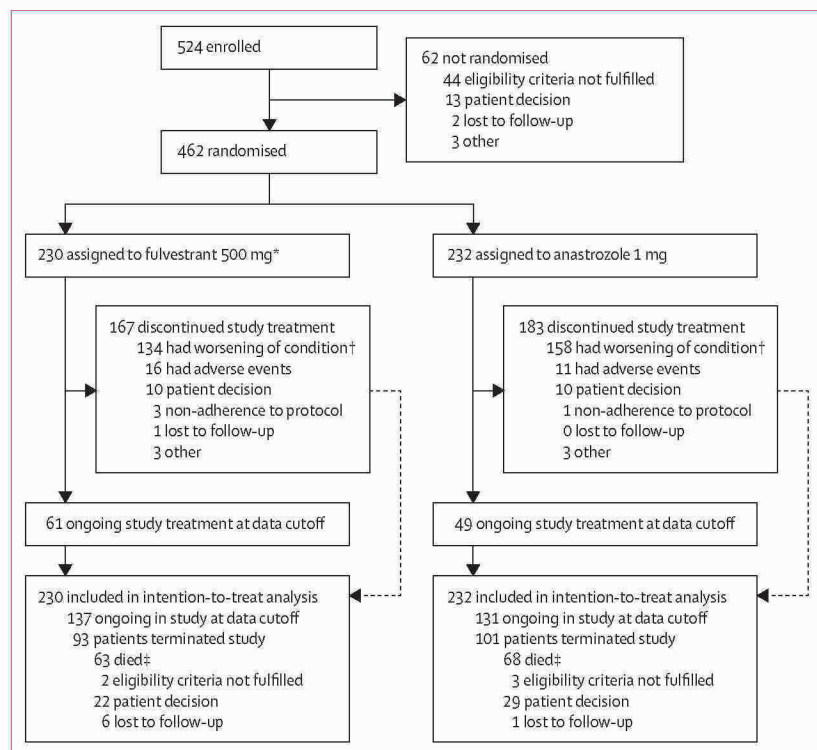 524 enrolled
62 not randomised
44 eligibility criteria not fulfilled
13 patient decision
2 lost to follow-up
3 other
462 randomised
230 assigned to fulvestrant 500 mg*
232 assigned to anastrozole 1 mg
167 discontinued study treatment
134 had worsening of condition†
16 had adverse events
10 patient decision
3 non-adherence to protocol
1 lost to follow-up
3 other
183 discontinued study treatment
158 had worsening of condition†
11 had adverse events
10 patient decision
1 non-adherence to protocol
0 lost to follow-up
3 other
61 ongoing study treatment at data cutoff
49 ongoing study treatment at data cutoff
230 included in intention-to-treat analysis
137 ongoing in study at data cutoff
93 patients terminated study
63 died‡
2 eligibility criteria not fulfilled
22 patient decision
6 lost to follow-up
232 included in intention-to-treat analysis
131 ongoing in study at data cutoff
101 patients terminated study
68 died‡
3 eligibility criteria not fulfilled
29 patient decision
1 lost to follow-up